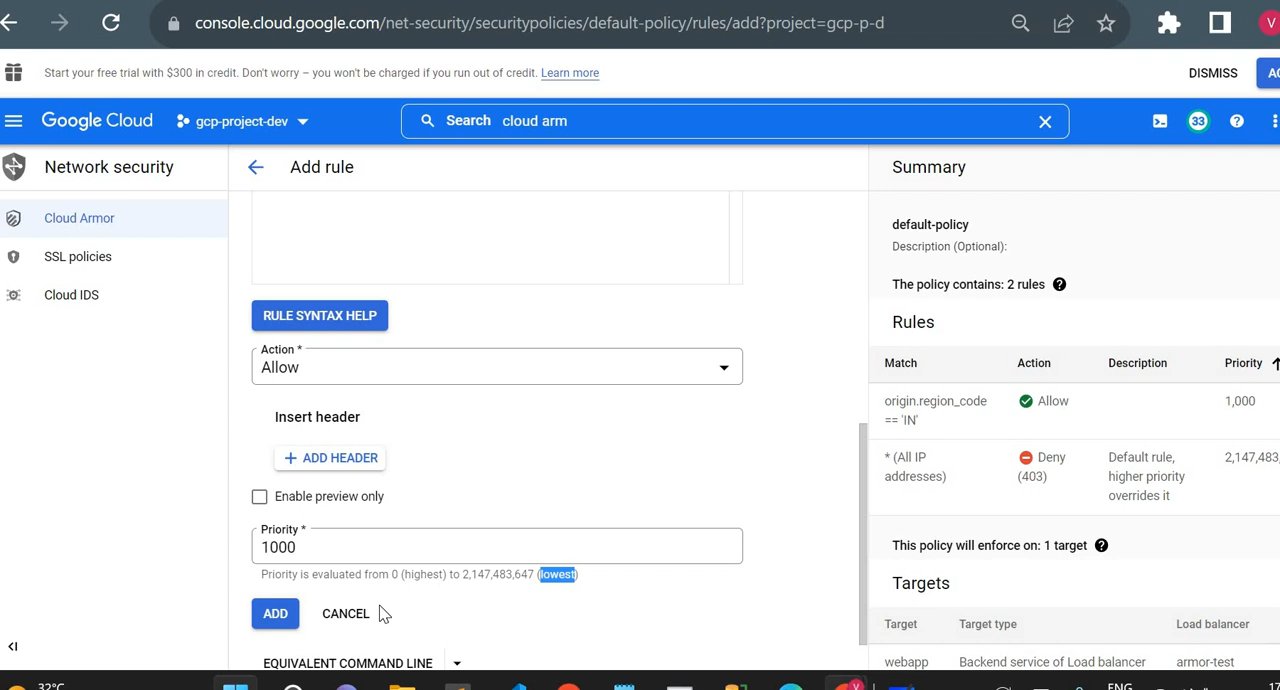 console.cloud.google.com/net-security/securitypolicies/default-policy/rules/add?project=gcp-p-d
V
Start your free trial with $300 in credit. Don't worry – you won't be charged if you run out of credit. Learn more
DISMISS
Google Cloud
gcp-project-dev
Search cloud arm
33
Network security
Cloud Armor
SSL policies
Cloud IDS
Add rule
RULE SYNTAX HELP
Action *
Allow
Insert header
+ ADD HEADER
Enable preview only
Priority *
1000
Priority is evaluated from 0 (highest) to 2,147,483,647 (lowest)
ADD CANCEL
EQUIVALENT COMMAND LINE
Summary
default-policy
Description (Optional):
The policy contains: 2 rules
Rules
Match Action Description Priority
origin.region_code Allow 1,000
== 'IN'
* (All IP Deny Default rule, 2,147,483,
addresses) (403) higher priority
overrides it
This policy will enforce on: 1 target
Targets
Target Target type Load balancer
webapp Backend service of Load balancer armor-test
32°C
ENG